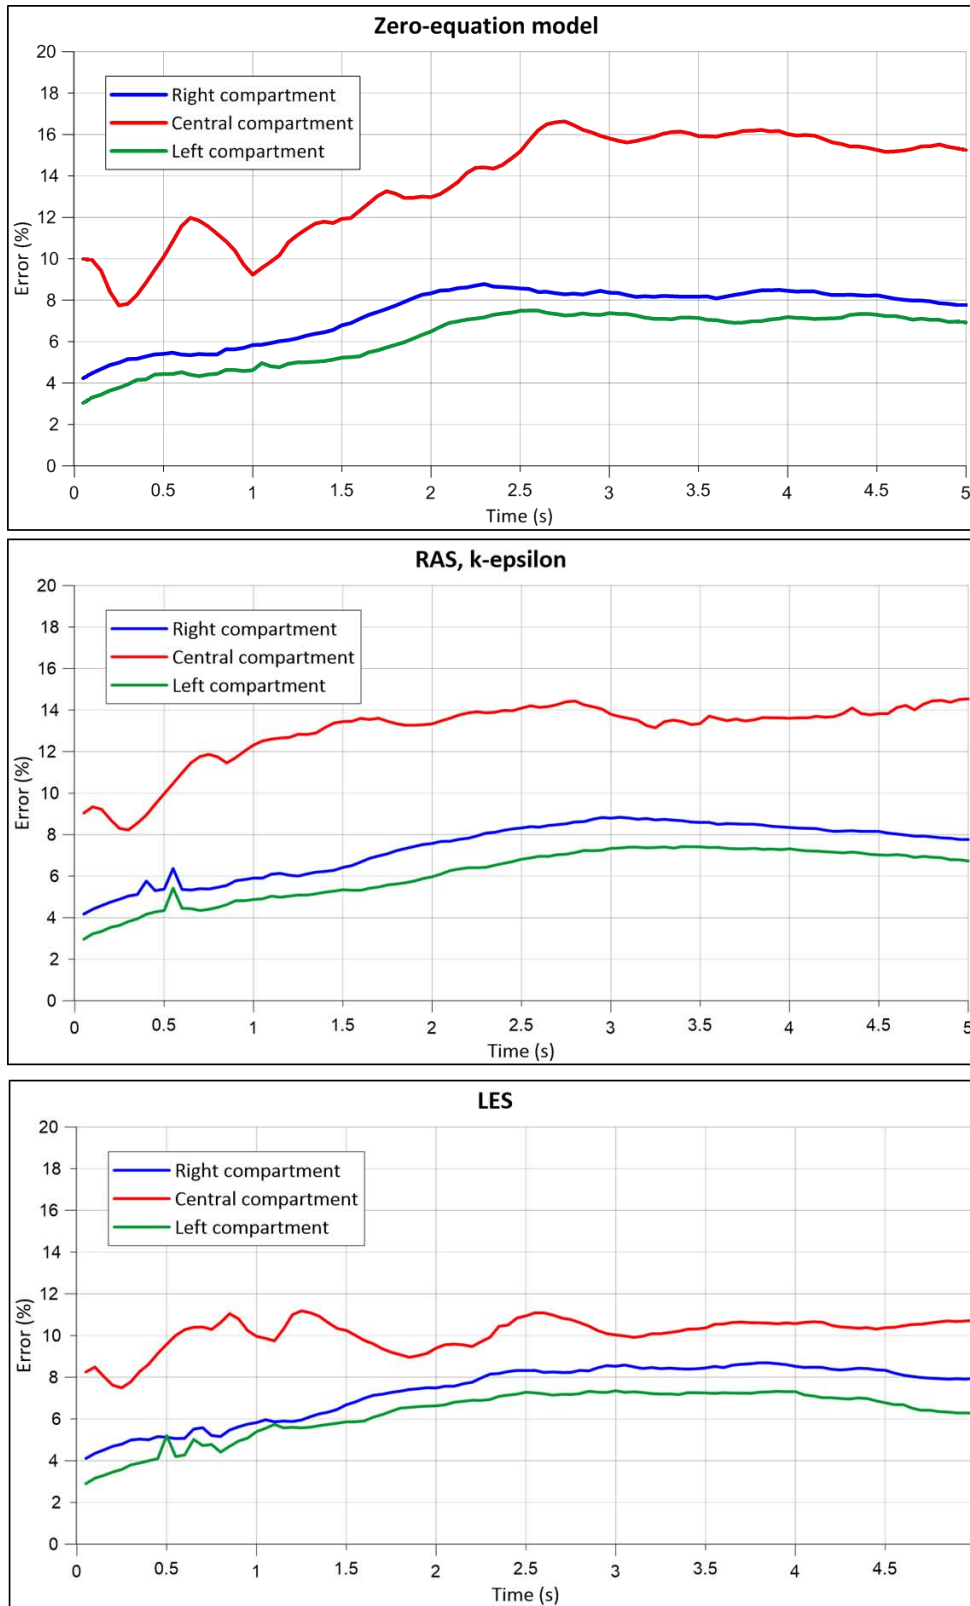 Zero-equation model
20
18
16
14
12
10
8
6
4
2
0
Error (%)
Right compartment
Central compartment
Left compartment
0 0.5 1 1.5 2 2.5 3 3.5 4 4.5 5
Time (s)
RAS, k-epsilon
20
18
16
14
12
10
8
6
4
2
0
Error (%)
Right compartment
Central compartment
Left compartment
0 0.5 1 1.5 2 2.5 3 3.5 4 4.5 5
Time (s)
LES
20
18
16
14
12
10
8
6
4
2
0
Error (%)
Right compartment
Central compartment
Left compartment
0 0.5 1 1.5 2 2.5 3 3.5 4 4.5
Time (s)